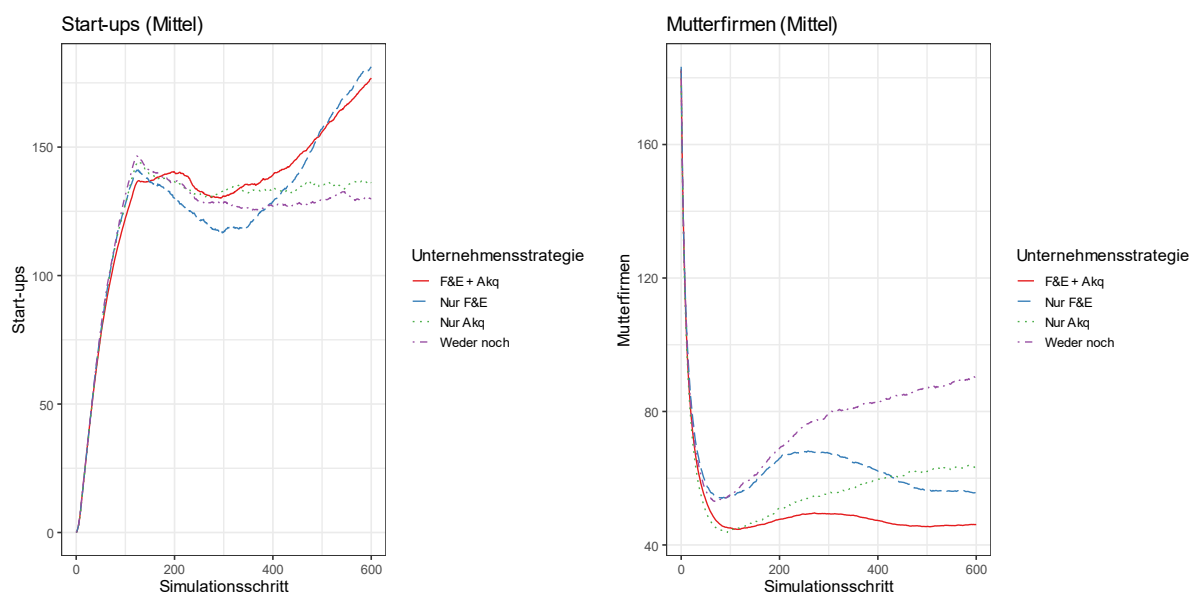 Start-ups (Mittel)
150
100
50
0
Start-ups
0
200
400
600
Simulationsschritt
Unternehmensstrategie
F&E + Akq
Nur F&E
Nur Akq
Weder noch
Mutterfirmen (Mittel)
160
120
80
40
Mutterfirmen
0
200
400
600
Simulationsschritt
Unternehmensstrategie
F&E + Akq
Nur F&E
Nur Akq
Weder noch